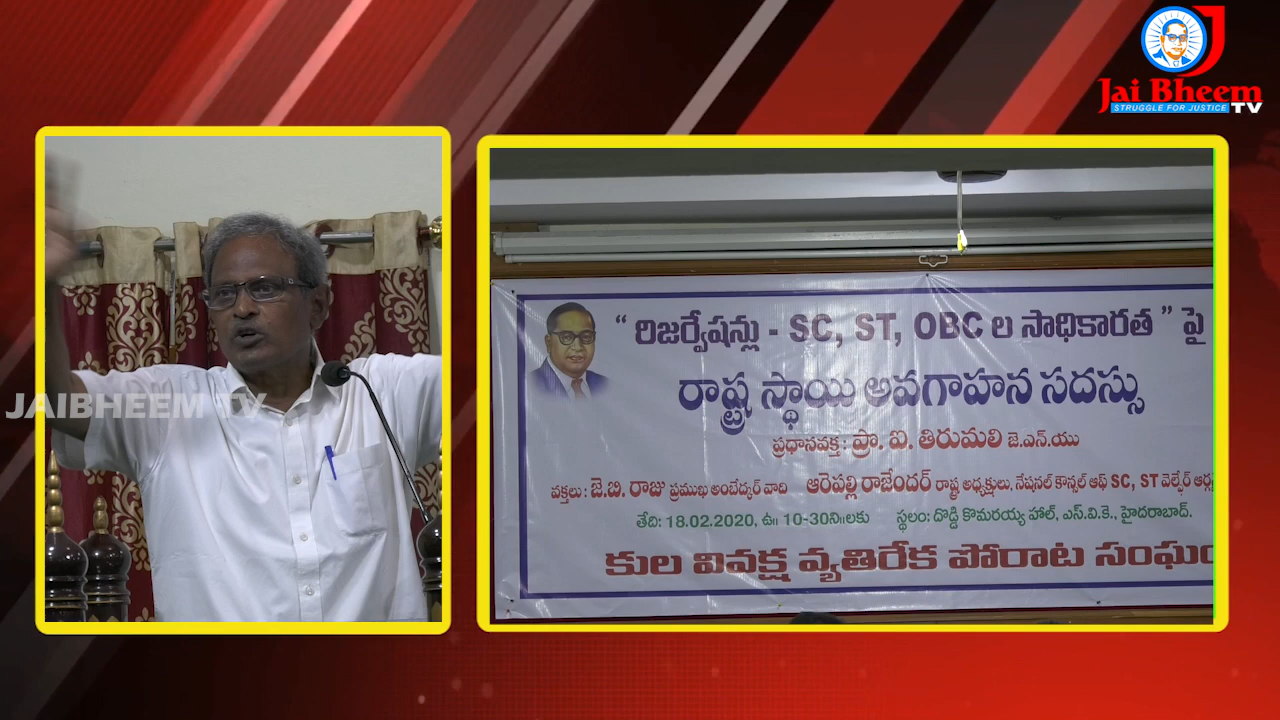 Jai Bheem
STRUGGLE FOR JUSTICE TV
JAIBHEEM TV
“ రిజర్వేషన్లు - SC, ST, OBC ల సాధికారత ” పై
రాష్ట్ర స్థాయి అవగాహన సదస్సు
ప్రధానవక్త : ప్రొ. ఐ. తిరుమలి జె.ఎన్.యు
వక్తలు : జె.బి. రాజు ప్రముఖ అంబేద్కర్ వాది ఆరెపల్లి రాజేందర్ రాష్ట్ర అధ్యక్షులు, నేషనల్ కౌన్సల్ ఆఫ్ SC, ST వెల్ఫేర్
తేది: 18.02.2020, ఉ॥ 10-30ని॥లకు స్థలం: దొడ్డి కొమరయ్య హాల్, ఎస్.వి.కె., హైదరాబాద్.
కుల వివక్ష వ్యతిరేక పోరాట సంఘం